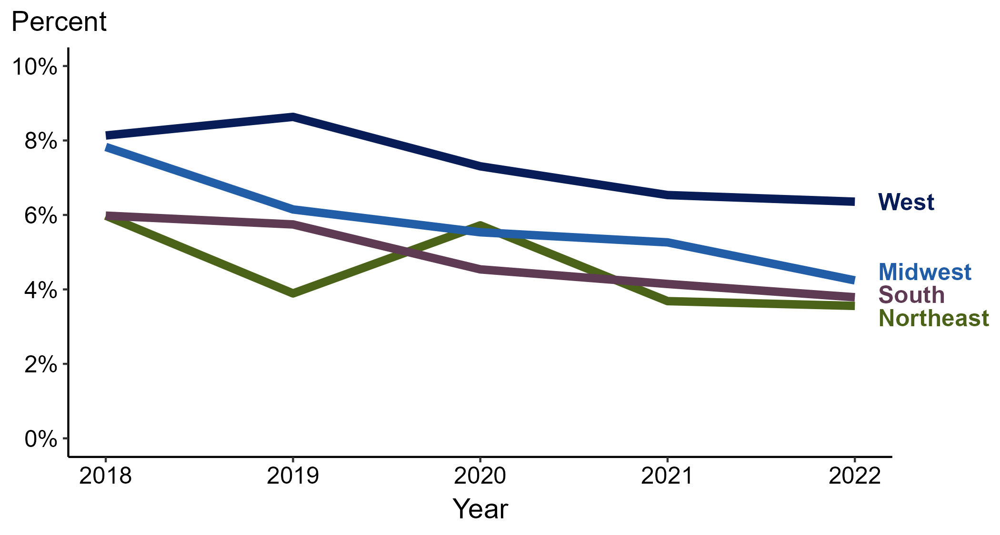 Percent
10%
8%
6%
4%
2%
0%
West
Midwest
South
Northeast
2018 2019 2020 2021 2022
Year